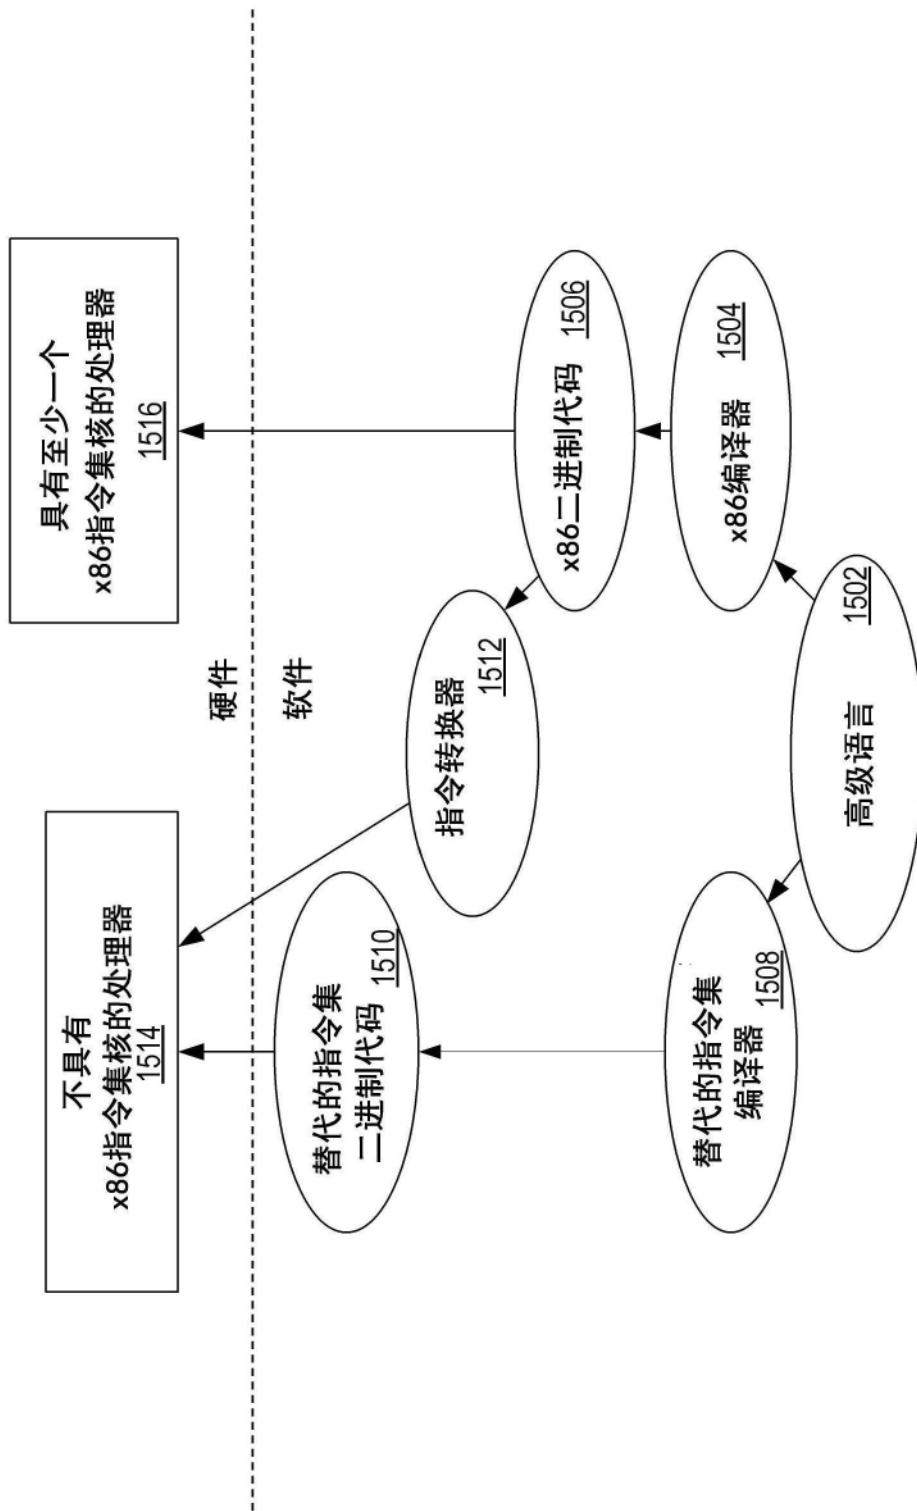 不具有
x86指令集核的处理器
1514
具有至少一个
x86指令集核的处理器
1516
硬件
软件
替代的指令集
二进制代码
1510
指令转换器
1512
x86二进制代码
1506
替代的指令集
编译器
1508
x86编译器
1504
高级语言
1502